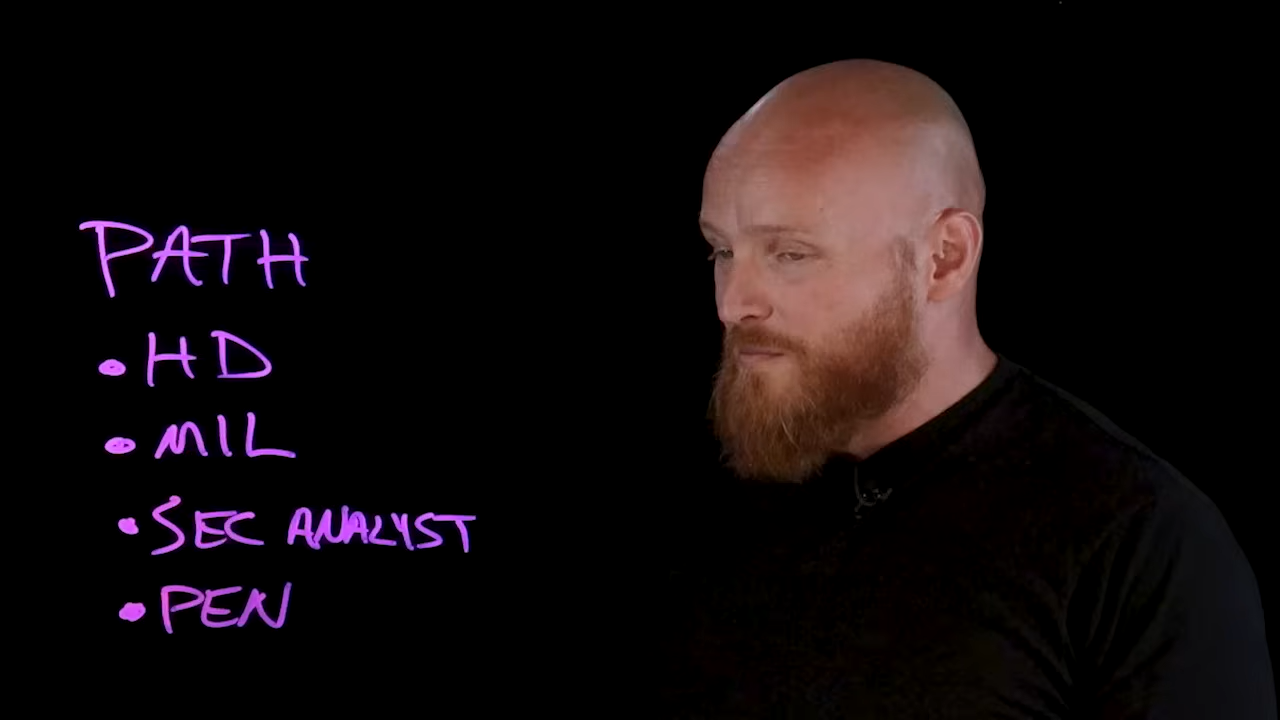 PATH
• HD
• MIL
• SEC ANALYST
• PEN